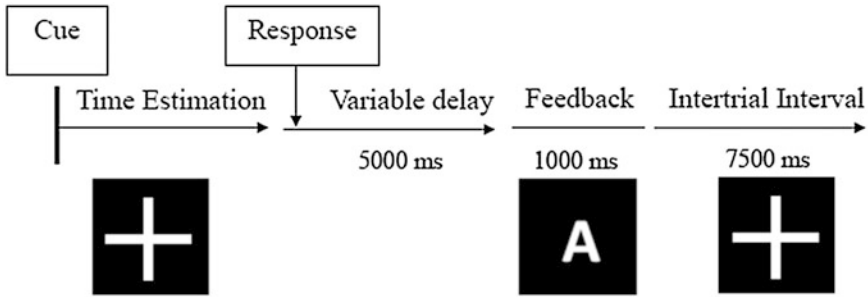 Cue
Response
Time Estimation
Variable delay
Feedback
Intertrial Interval
5000 ms
1000 ms
7500 ms
A